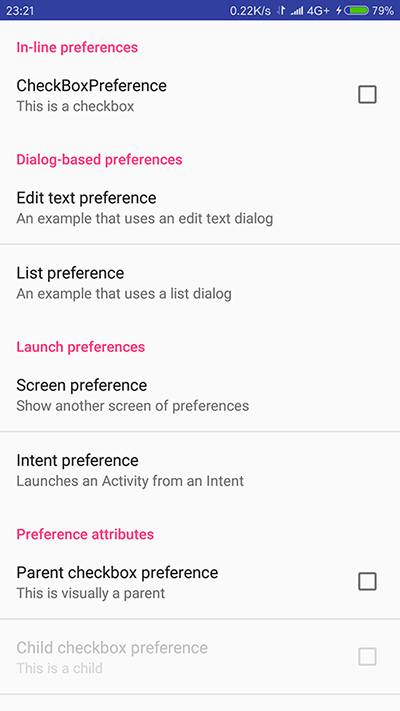 23:21 0.22K/s 4G+ 79%
In-line preferences
CheckBoxPreference
This is a checkbox
Dialog-based preferences
Edit text preference
An example that uses an edit text dialog
List preference
An example that uses a list dialog
Launch preferences
Screen preference
Show another screen of preferences
Intent preference
Launches an Activity from an Intent
Preference attributes
Parent checkbox preference
This is visually a parent
Child checkbox preference
This is a child